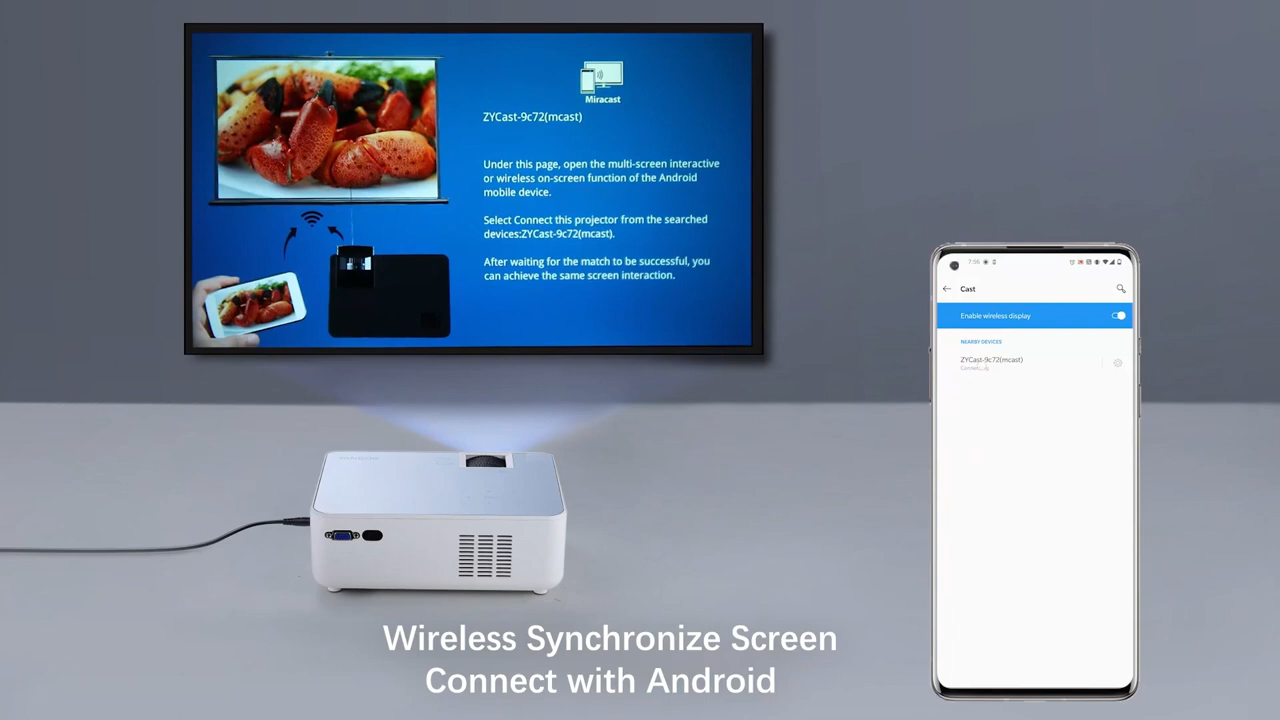 Miracast
ZYCast-9c72(mcast)
Under this page, open the multi-screen interactive
or wireless on-screen function of the Android
mobile device.
Select Connect this projector from the searched
devices:ZYCast-9c72(mcast).
After waiting for the match to be successful, you
can achieve the same screen interaction.
7:56
Cast
Enable wireless display
NEARBY DEVICES
ZYCast-9c72(mcast)
Wireless Synchronize Screen
Connect with Android